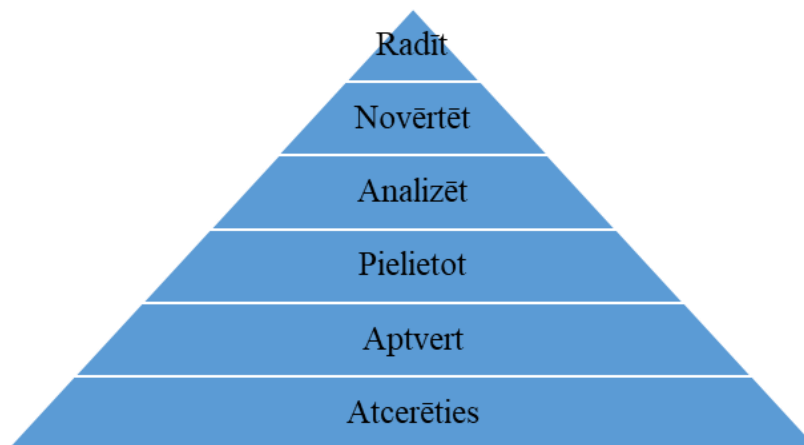 Radīt
Novērtēt
Analizēt
Pielietot
Aptvert
Atcerēties